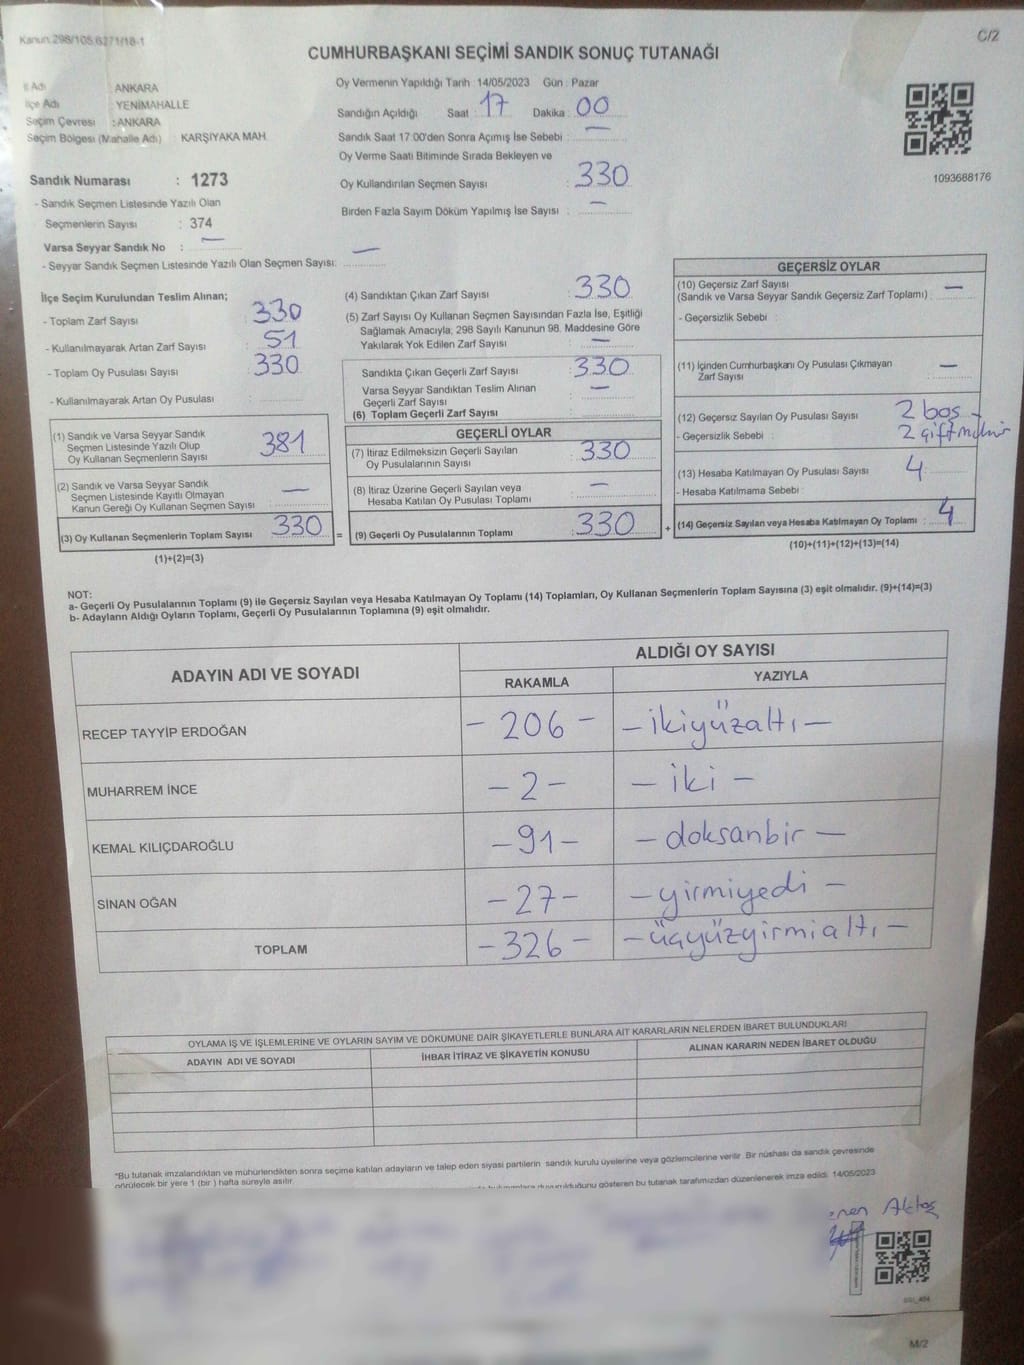 Kanun 298/105,6271/18-1
C/2
CUMHURBAŞKANI SEÇİMİ SANDIK SONUÇ TUTANAĞI
İl Adı : ANKARA
İlçe Adı : YENİMAHALLE
Seçim Çevresi : ANKARA
Seçim Bölgesi (Mahalle Adı) : KARŞIYAKA MAH.
Sandık Numarası : 1273
- Sandık Seçmen Listesinde Yazılı Olan
Seçmenlerin Sayısı : 374
Varsa Seyyar Sandık No : —
- Seyyar Sandık Seçmen Listesinde Yazılı Olan Seçmen Sayısı: —
Oy Vermenin Yapıldığı Tarih : 14/05/2023 Gün : Pazar
Sandığın Açıldığı Saat : 17 Dakika : 00
Sandık Saat 17:00'den Sonra Açımış İse Sebebi : —
Oy Verme Saati Bitiminde Sırada Bekleyen ve
Oy Kullandırılan Seçmen Sayısı : 330
Birden Fazla Sayım Döküm Yapılmış İse Sayısı : —
1093688176
İlçe Seçim Kurulundan Teslim Alınan;
- Toplam Zarf Sayısı : 330
- Kullanılmayarak Artan Zarf Sayısı : 51
- Toplam Oy Pusulası Sayısı : 330
- Kullanılmayarak Artan Oy Pusulası :
(1) Sandık ve Varsa Seyyar Sandık
Seçmen Listesinde Yazılı Olup
Oy Kullanan Seçmenlerin Sayısı : 381
(2) Sandık ve Varsa Seyyar Sandık
Seçmen Listesinde Kayıtlı Olmayan
Kanun Gereği Oy Kullanan Seçmen Sayısı : —
(3) Oy Kullanan Seçmenlerin Toplam Sayısı : 330
(1)+(2)=(3)
(4) Sandıktan Çıkan Zarf Sayısı : 330
(5) Zarf Sayısı Oy Kullanan Seçmen Sayısından Fazla İse, Eşitliği
Sağlamak Amacıyla; 298 Sayılı Kanunun 98. Maddesine Göre
Yakılarak Yok Edilen Zarf Sayısı : —
Sandıkta Çıkan Geçerli Zarf Sayısı : 330
Varsa Seyyar Sandıktan Teslim Alınan
Geçerli Zarf Sayısı : —
(6) Toplam Geçerli Zarf Sayısı :
GEÇERLİ OYLAR
(7) İtiraz Edilmeksizin Geçerli Sayılan
Oy Pusulalarının Sayısı : 330
(8) İtiraz Üzerine Geçerli Sayılan veya
Hesaba Katılan Oy Pusulası Toplamı : —
= (9) Geçerli Oy Pusulalarının Toplamı : 330 +
GEÇERSİZ OYLAR
(10) Geçersiz Zarf Sayısı
(Sandık ve Varsa Seyyar Sandık Geçersiz Zarf Toplamı) : —
- Geçersizlik Sebebi :
(11) İçinden Cumhurbaşkanı Oy Pusulası Çıkmayan
Zarf Sayısı : —
(12) Geçersiz Sayılan Oy Pusulası Sayısı : 2 boş -
- Geçersizlik Sebebi : 2 çift mühür
(13) Hesaba Katılmayan Oy Pusulası Sayısı : 4
- Hesaba Katılmama Sebebi :
(14) Geçersiz Sayılan veya Hesaba Katılmayan Oy Toplamı : 4
(10)+(11)+(12)+(13)=(14)
NOT:
a- Geçerli Oy Pusulalarının Toplamı (9) ile Geçersiz Sayılan veya Hesaba Katılmayan Oy Toplamı (14) Toplamları, Oy Kullanan Seçmenlerin Toplam Sayısına (3) eşit olmalıdır. (9)+(14)=(3)
b- Adayların Aldığı Oyların Toplamı, Geçerli Oy Pusulalarının Toplamına (9) eşit olmalıdır.
ADAYIN ADI VE SOYADI ALDIĞI OY SAYISI
RAKAMLA YAZIYLA
RECEP TAYYİP ERDOĞAN - 206 - - ikiyüzaltı -
MUHARREM İNCE - 2 - - iki -
KEMAL KILIÇDAROĞLU - 91 - - doksanbir -
SİNAN OĞAN - 27 - - yirmiyedi -
TOPLAM - 326 - - üçyüzyirmialtı -
OYLAMA İŞ VE İŞLEMLERİNE VE OYLARIN SAYIM VE DÖKÜMÜNE DAİR ŞİKAYETLERLE BUNLARA AİT KARARLARIN NELERDEN İBARET BULUNDUKLARI
ADAYIN ADI VE SOYADI İHBAR İTİRAZ VE ŞİKAYETİN KONUSU ALINAN KARARIN NEDEN İBARET OLDUĞU
*Bu tutanak imzalandıktan ve mühürlendikten sonra seçime katılan adayların ve talep eden siyasi partilerin sandık kurulu üyelerine veya gözlemcilerine verilir. Bir nüshası da sandık çevresinde
görülecek bir yere 1 (bir) hafta süreyle asılır.
duyurulduğunu gösteren bu tutanak tarafımızdan düzenlenerek imza edildi. 14/05/2023
Aktaş
M/2